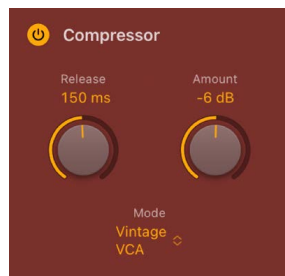 Compressor
Release
Amount
150 ms
-6 dB
Mode
Vintage
VCA